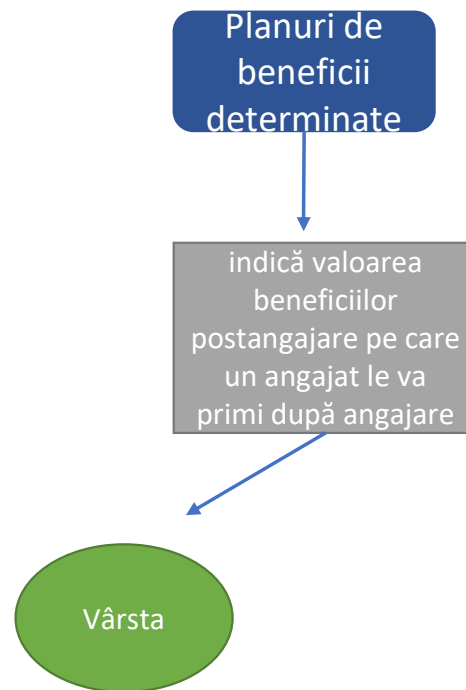 Planuri de
beneficii
determinate
indică valoarea
beneficiilor
postangajare pe care
un angajat le va
primi după angajare
Vârsta